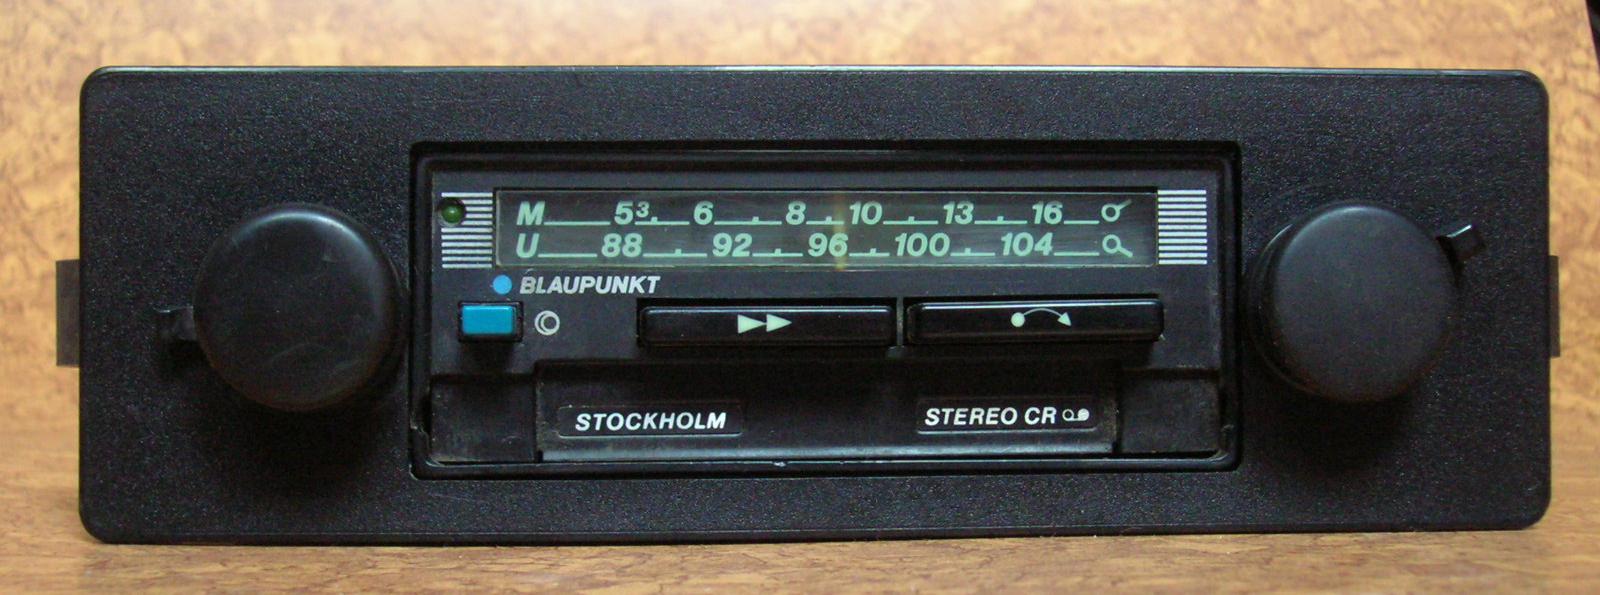 M 5³. 6 . 8 . 10 . 13 . 16
U 88 . 92 . 96 . 100 . 104
BLAUPUNKT
STOCKHOLM
STEREO CR